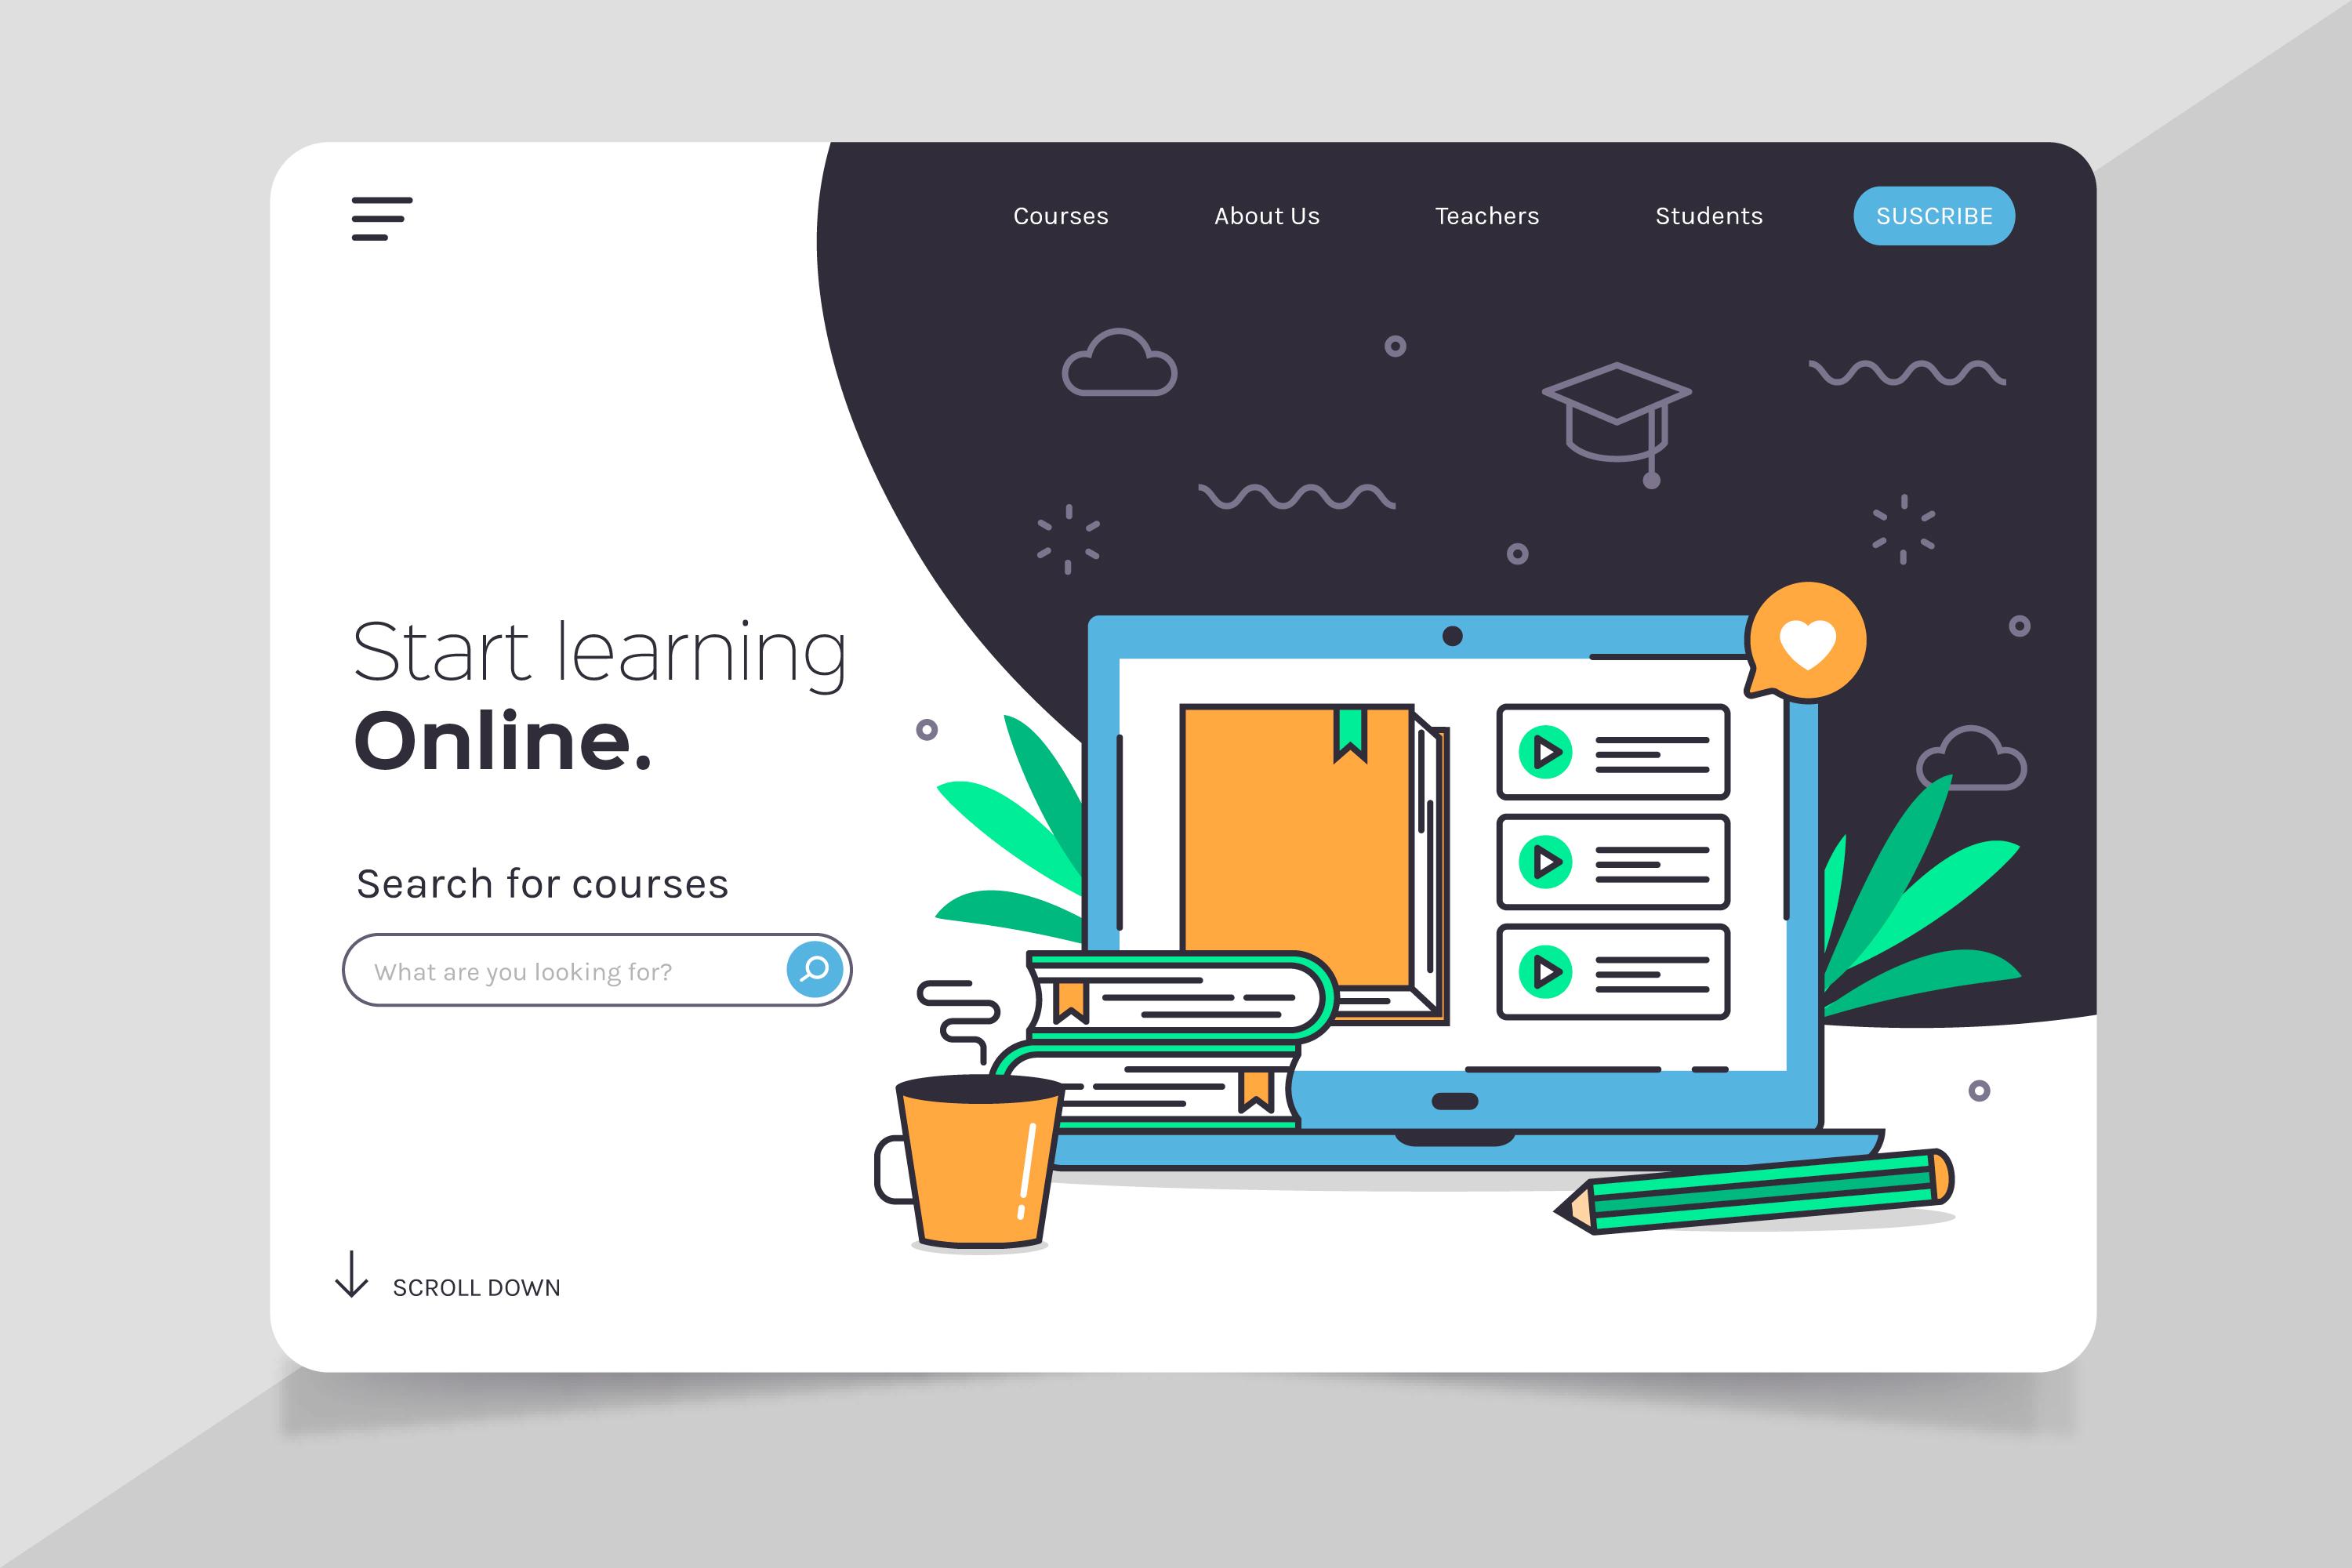 Courses About Us Teachers Students SUSCRIBE
Start learning
Online.
Search for courses
What are you looking for?
SCROLL DOWN